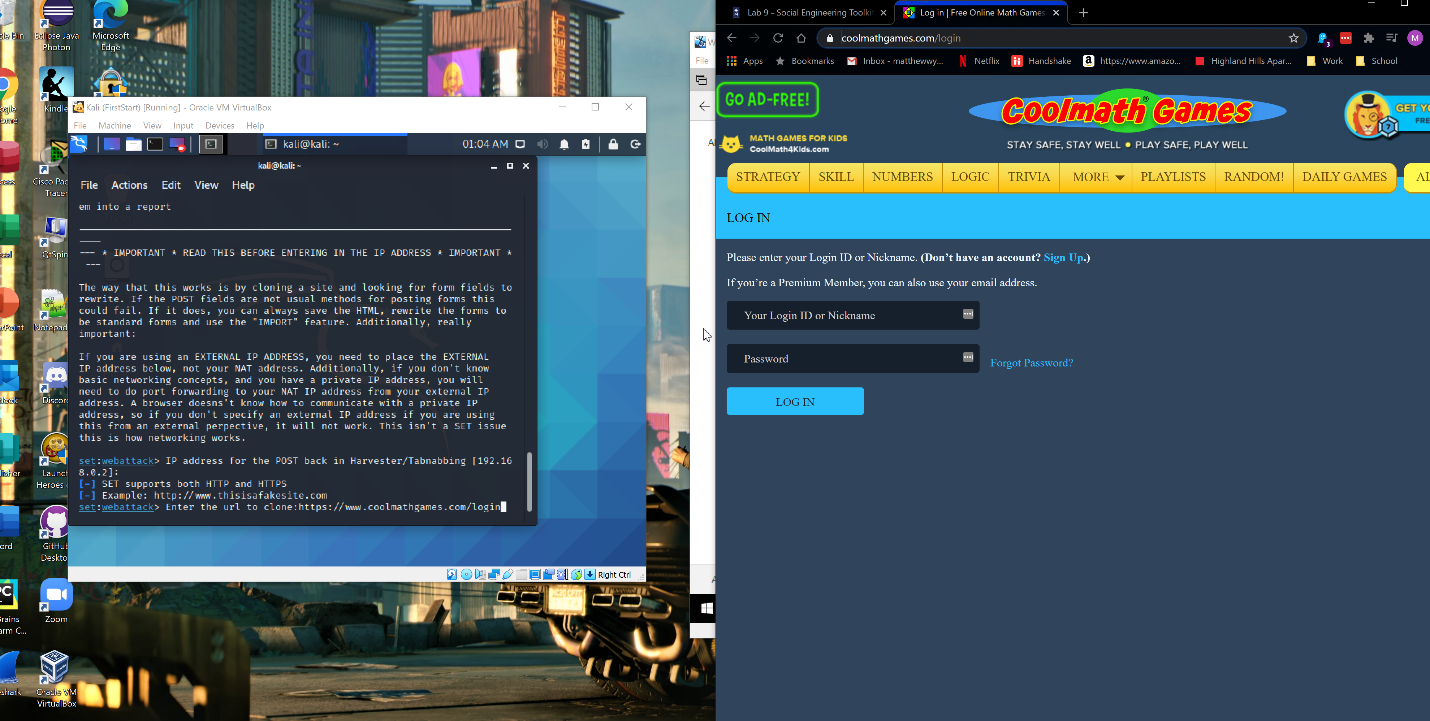 Eclipse Java
Photon
Microsoft
Edge
Kindle
Cisco Pac
Tracer
Notepad
Discord
Launch
Heroes
GitHub
Deskto
Zoom
Oracle VM
VirtualBox
Kali (FirstStart) [Running] - Oracle VM VirtualBox
File Machine View Input Devices Help
kali@kali: ~ 01:04 AM
kali@kali: ~
File Actions Edit View Help
em into a report
--- * IMPORTANT * READ THIS BEFORE ENTERING IN THE IP ADDRESS * IMPORTANT *
---
The way that this works is by cloning a site and looking for form fields to
rewrite. If the POST fields are not usual methods for posting forms this
could fail. If it does, you can always save the HTML, rewrite the forms to
be standard forms and use the "IMPORT" feature. Additionally, really
important:
If you are using an EXTERNAL IP ADDRESS, you need to place the EXTERNAL
IP address below, not your NAT address. Additionally, if you don't know
basic networking concepts, and you have a private IP address, you will
need to do port forwarding to your NAT IP address from your external IP
address. A browser doesns't know how to communicate with a private IP
address, so if you don't specify an external IP address if you are using
this from an external perpective, it will not work. This isn't a SET issue
this is how networking works.
set:webattack> IP address for the POST back in Harvester/Tabnabbing [192.16
8.0.2]:
[-] SET supports both HTTP and HTTPS
[-] Example: http://www.thisisafakesite.com
set:webattack> Enter the url to clone:https://www.coolmathgames.com/login
Right Ctrl
File
Lab 9 - Social Engineering Toolki
Log in | Free Online Math Games
coolmathgames.com/login
3
M
Apps Bookmarks Inbox - matthewwy... Netflix Handshake https://www.amazo... Highland Hills Apar... Work School
GO AD-FREE!
Coolmath Games
GET Y
FRE
MATH GAMES FOR KIDS
CoolMath4Kids.com
STAY SAFE, STAY WELL ● PLAY SAFE, PLAY WELL
STRATEGY SKILL NUMBERS LOGIC TRIVIA MORE PLAYLISTS RANDOM! DAILY GAMES AL
LOG IN
Please enter your Login ID or Nickname. (Don't have an account? Sign Up.)
If you're a Premium Member, you can also use your email address.
Your Login ID or Nickname
Password
Forgot Password?
LOG IN